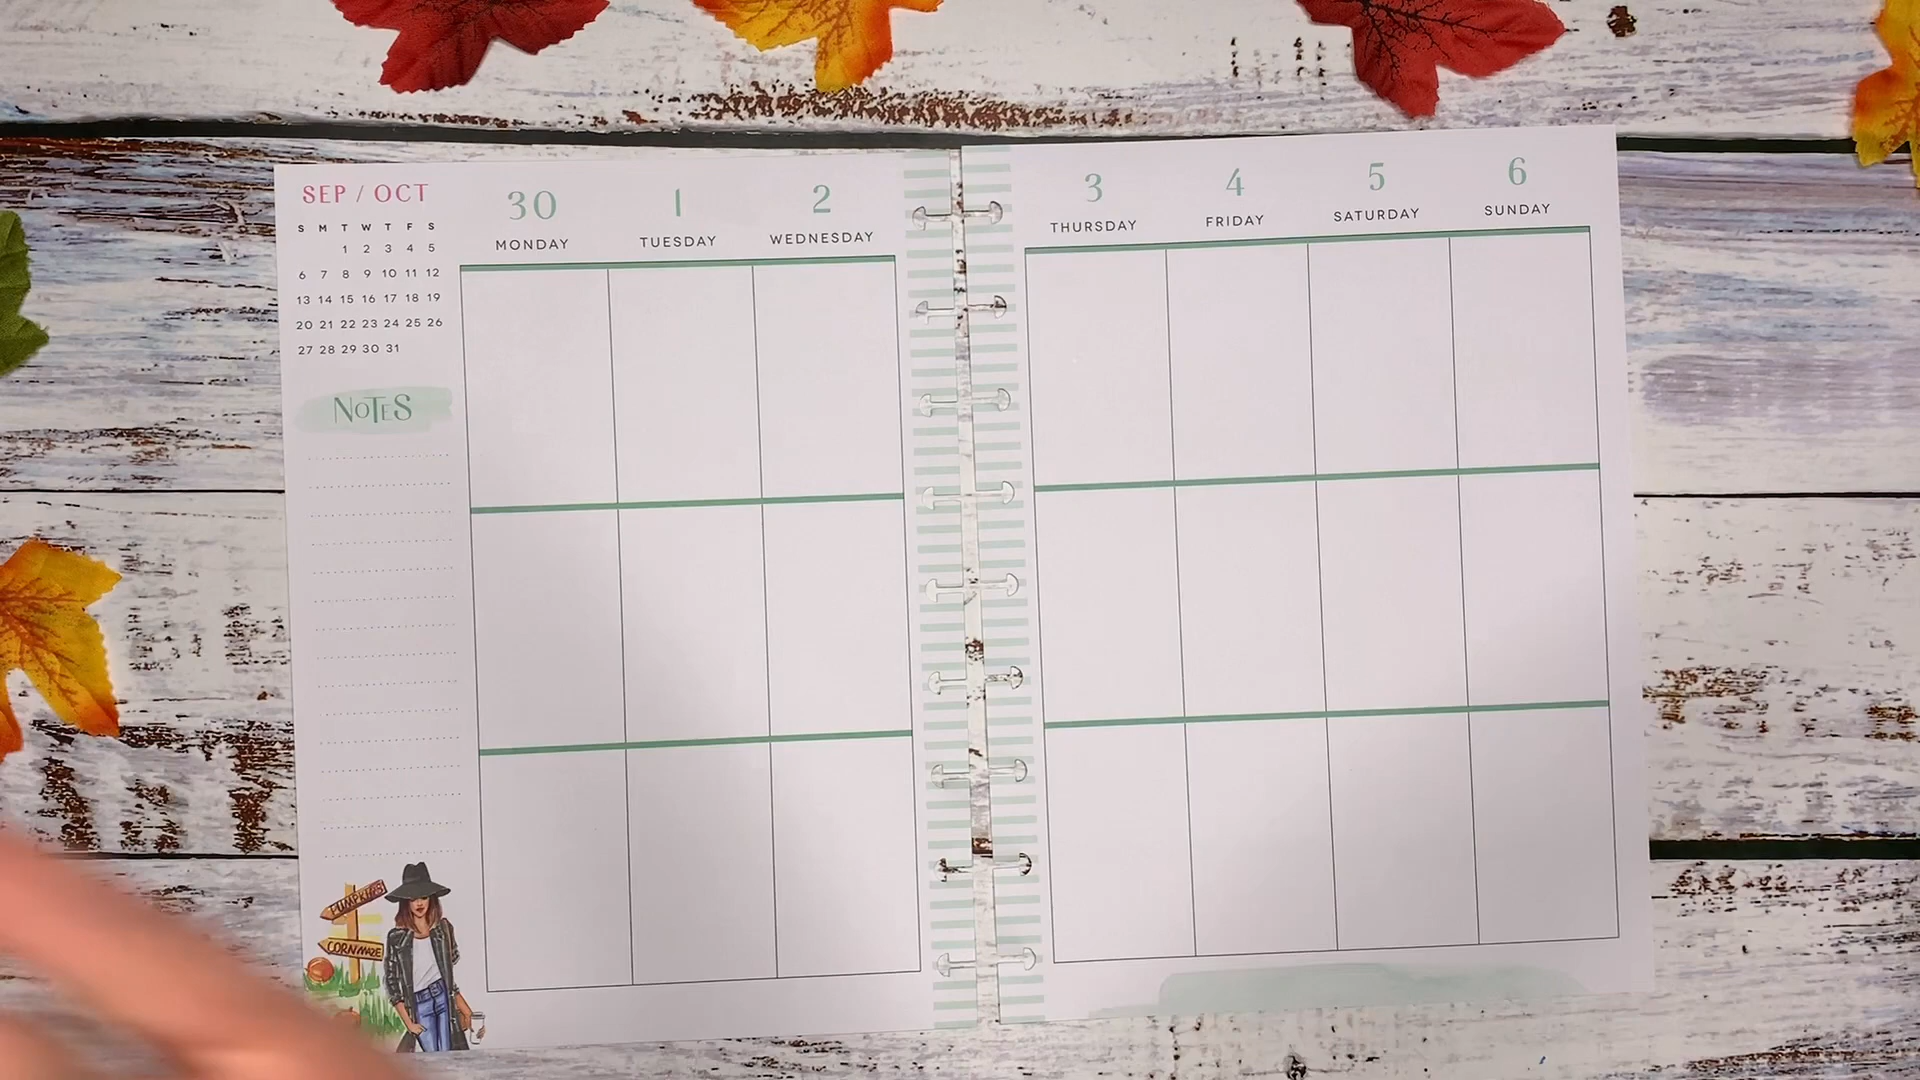 SEP / OCT
S M T W T F S
1 2 3 4 5
6 7 8 9 10 11 12
13 14 15 16 17 18 19
20 21 22 23 24 25 26
27 28 29 30 31
NOTES
PUMPKINS
CORN MAZE
30 1 2
MONDAY TUESDAY WEDNESDAY
3 4 5 6
THURSDAY FRIDAY SATURDAY SUNDAY